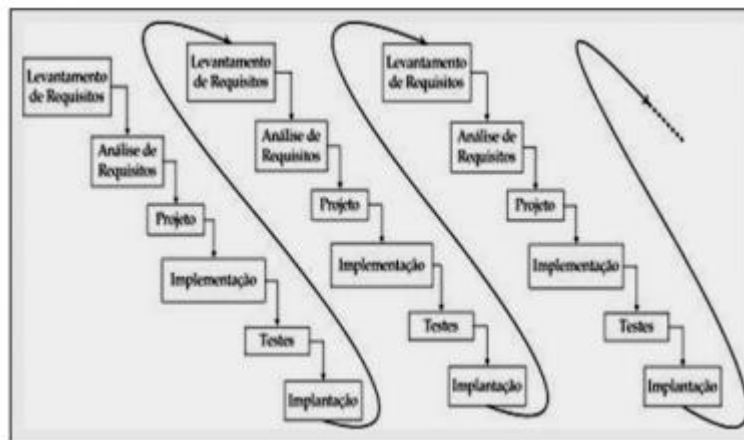 Levantamento
de Requisitos
Análise de
Requisitos
Projeto
Implementação
Testes
Implantação
Levantamento
de Requisitos
Análise de
Requisitos
Projeto
Implementação
Testes
Implantação
Levantamento
de Requisitos
Análise de
Requisitos
Projeto
Implementação
Testes
Implantação